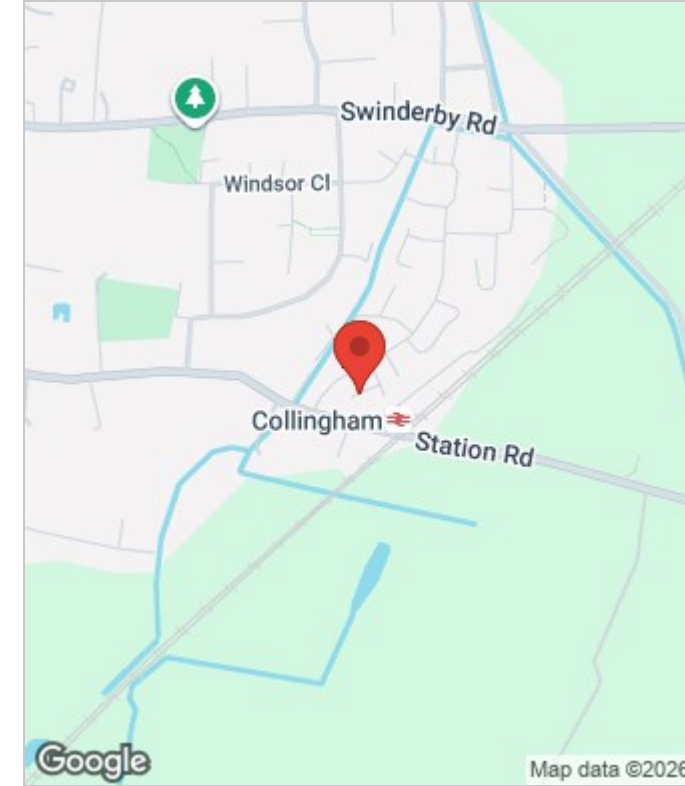 Swinderby Rd
Windsor Cl
Collingham
Station Rd
Google
Map data ©2026